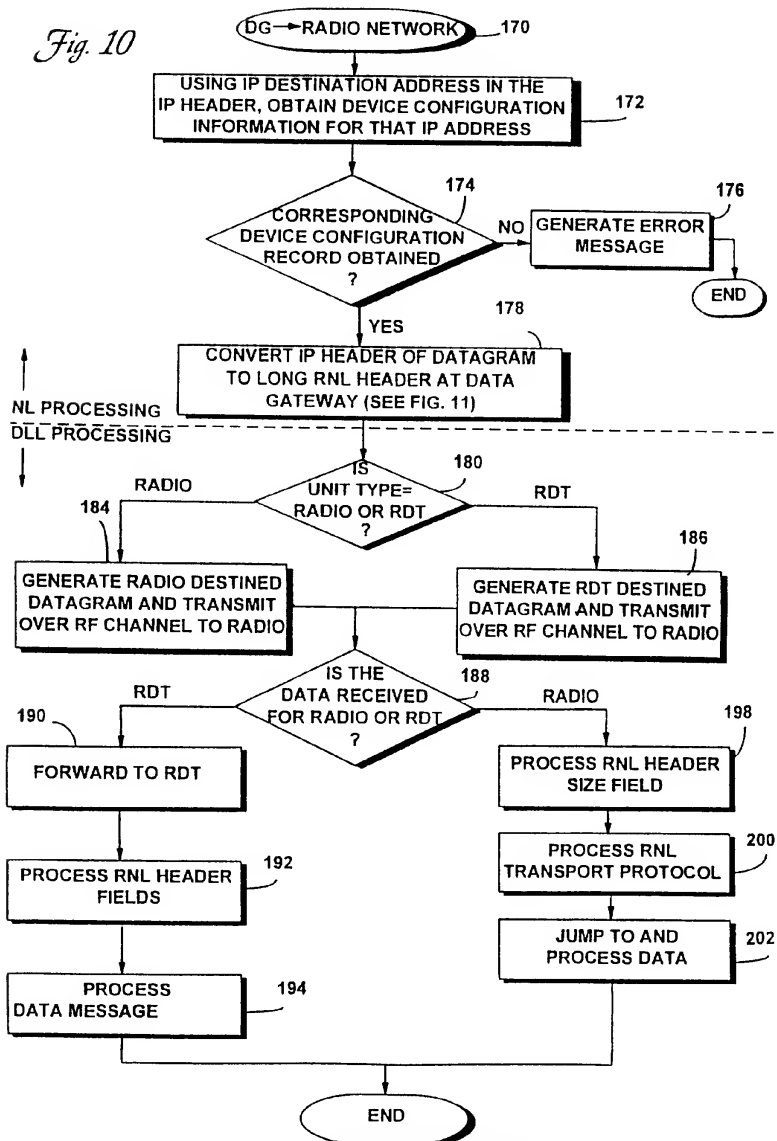 Fig. 10
DG→RADIO NETWORK
170
USING IP DESTINATION ADDRESS IN THE
IP HEADER, OBTAIN DEVICE CONFIGURATION
INFORMATION FOR THAT IP ADDRESS
172
174
CORRESPONDING
DEVICE CONFIGURATION
RECORD OBTAINED
?
NO
176
GENERATE ERROR
MESSAGE
END
YES
178
CONVERT IP HEADER OF DATAGRAM
TO LONG RNL HEADER AT DATA
GATEWAY (SEE FIG. 11)
NL PROCESSING
DLL PROCESSING
180
IS
UNIT TYPE=
RADIO OR RDT
?
RADIO
RDT
184
GENERATE RADIO DESTINED
DATAGRAM AND TRANSMIT
OVER RF CHANNEL TO RADIO
186
GENERATE RDT DESTINED
DATAGRAM AND TRANSMIT
OVER RF CHANNEL TO RADIO
188
IS THE
DATA RECEIVED
FOR RADIO OR RDT
?
RDT
RADIO
190
FORWARD TO RDT
198
PROCESS RNL HEADER
SIZE FIELD
192
PROCESS RNL HEADER
FIELDS
200
PROCESS RNL
TRANSPORT PROTOCOL
194
PROCESS
DATA MESSAGE
202
JUMP TO AND
PROCESS DATA
END